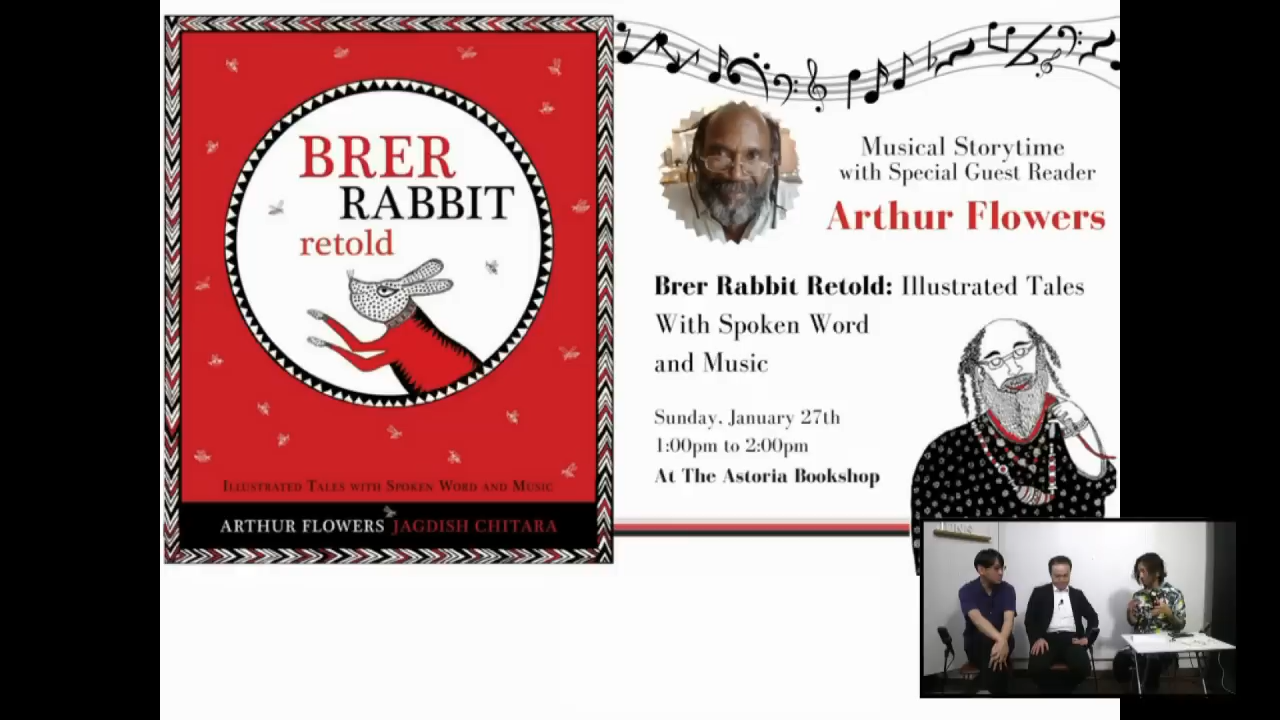 BRER
RABBIT
retold
ILLUSTRATED TALES WITH SPOKEN WORD AND MUSIC
ARTHUR FLOWERS JAGDISH CHITARA
Musical Storytime
with Special Guest Reader
Arthur Flowers
Brer Rabbit Retold: Illustrated Tales
With Spoken Word
and Music
Sunday, January 27th
1:00pm to 2:00pm
At The Astoria Bookshop